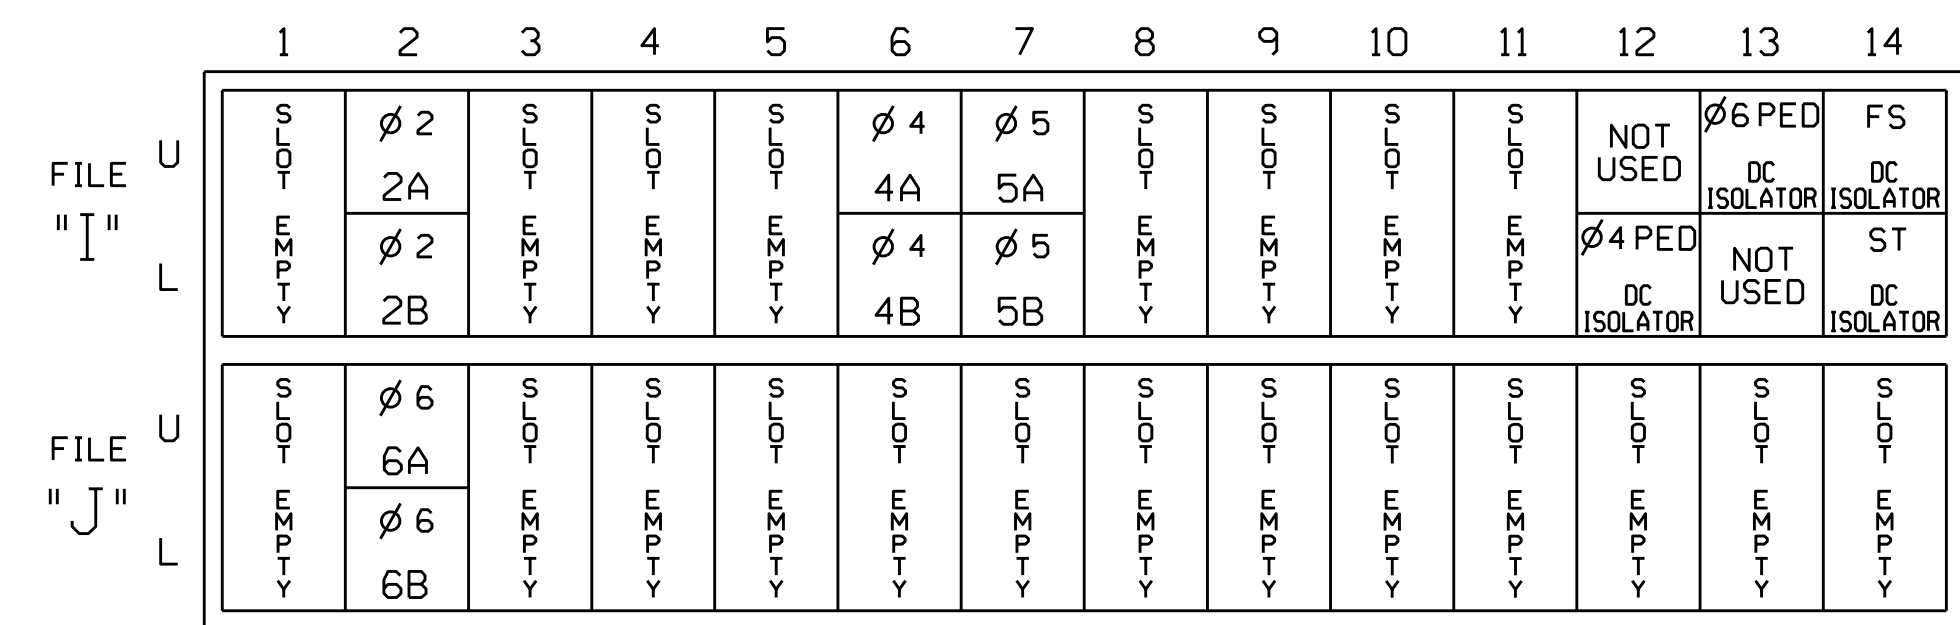 1 2 3 4 5 6 7 8 9 10 11 12 13 14
FILE "I"
U
L
SLOT EMPTY
Ø 2
2A
Ø 2
2B
SLOT EMPTY
SLOT EMPTY
SLOT EMPTY
Ø 4
4A
Ø 4
4B
Ø 5
5A
Ø 5
5B
SLOT EMPTY
SLOT EMPTY
SLOT EMPTY
SLOT EMPTY
NOT
USED
Ø4 PED
DC
ISOLATOR
Ø6 PED
DC
ISOLATOR
NOT
USED
FS
DC
ISOLATOR
ST
DC
ISOLATOR
FILE "J"
U
L
SLOT EMPTY
Ø 6
6A
Ø 6
6B
SLOT EMPTY
SLOT EMPTY
SLOT EMPTY
SLOT EMPTY
SLOT EMPTY
SLOT EMPTY
SLOT EMPTY
SLOT EMPTY
SLOT EMPTY
SLOT EMPTY
SLOT EMPTY
SLOT EMPTY